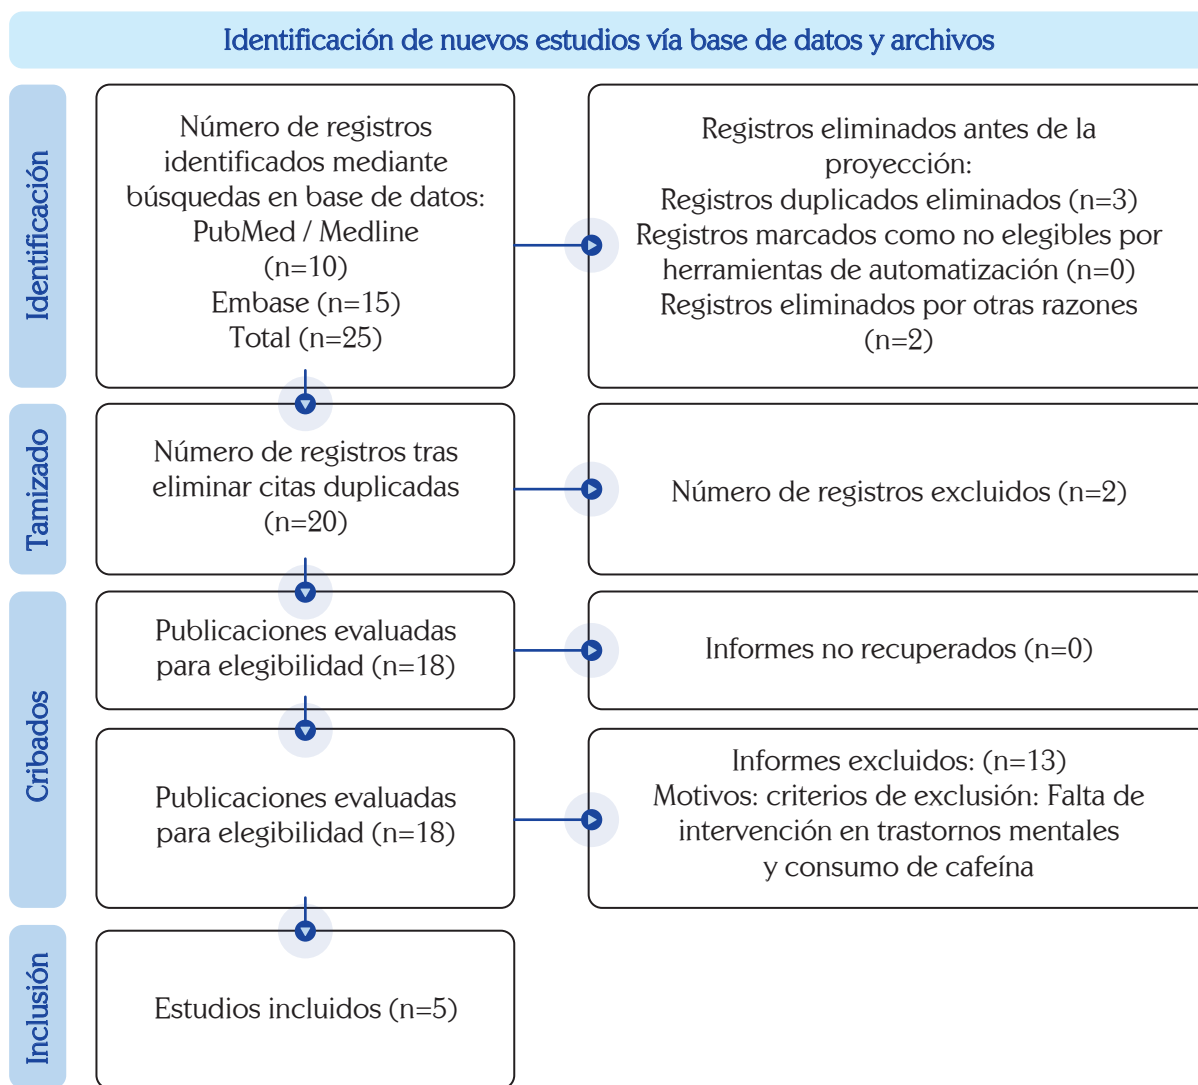 Identificación de nuevos estudios vía base de datos y archivos
Identificación
Número de registros
identificados mediante
búsquedas en base de datos:
PubMed / Medline
(n=10)
Embase (n=15)
Total (n=25)
Registros eliminados antes de la
proyección:
Registros duplicados eliminados (n=3)
Registros marcados como no elegibles por
herramientas de automatización (n=0)
Registros eliminados por otras razones
(n=2)
Tamizado
Número de registros tras
eliminar citas duplicadas
(n=20)
Número de registros excluidos (n=2)
Cribados
Publicaciones evaluadas
para elegibilidad (n=18)
Informes no recuperados (n=0)
Publicaciones evaluadas
para elegibilidad (n=18)
Informes excluidos: (n=13)
Motivos: criterios de exclusión: Falta de
intervención en trastornos mentales
y consumo de cafeína
Inclusión
Estudios incluidos (n=5)